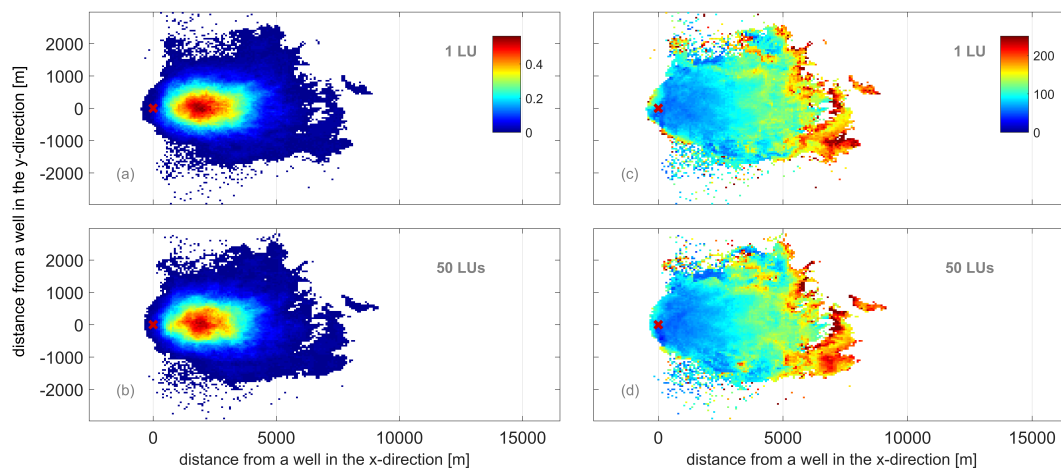 2000
1000
0
-1000
-2000
(a)
1 LU
0.4
0.2
0
(c)
1 LU
200
100
0
distance from a well in the y-direction [m]
2000
1000
0
-1000
-2000
(b)
50 LUs
(d)
50 LUs
0 5000 10000 15000
0 5000 10000 15000
distance from a well in the x-direction [m]
distance from a well in the x-direction [m]